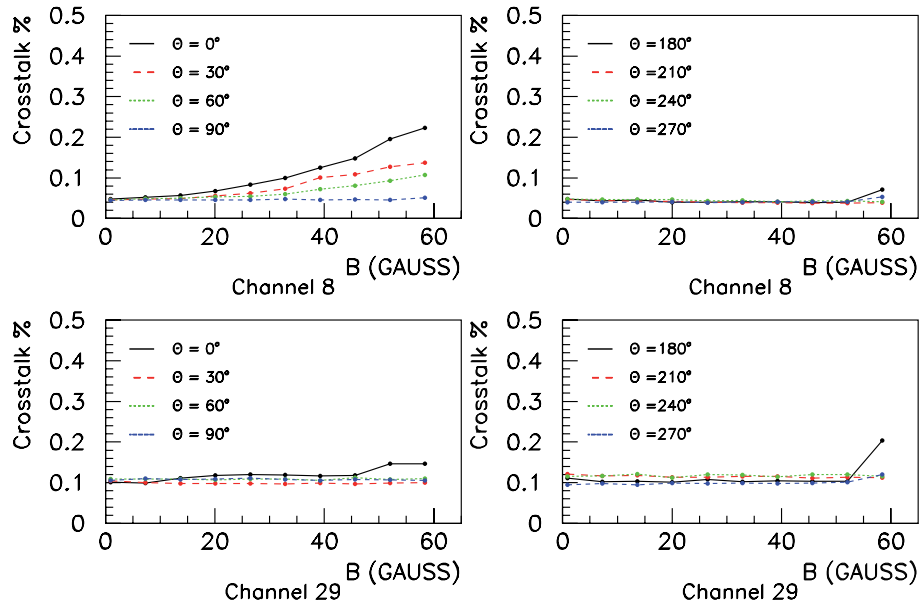 Crosstalk %
0.5
0.4
0.3
0.2
0.1
0
Θ = 0°
Θ = 30°
Θ = 60°
Θ = 90°
0 20 40 60
B (GAUSS)
Channel 8
Crosstalk %
0.5
0.4
0.3
0.2
0.1
0
Θ =180°
Θ =210°
Θ =240°
Θ =270°
0 20 40 60
B (GAUSS)
Channel 8
Crosstalk %
0.5
0.4
0.3
0.2
0.1
0
Θ = 0°
Θ = 30°
Θ = 60°
Θ = 90°
0 20 40 60
B (GAUSS)
Channel 29
Crosstalk %
0.5
0.4
0.3
0.2
0.1
0
Θ =180°
Θ =210°
Θ =240°
Θ =270°
0 20 40 60
B (GAUSS)
Channel 29